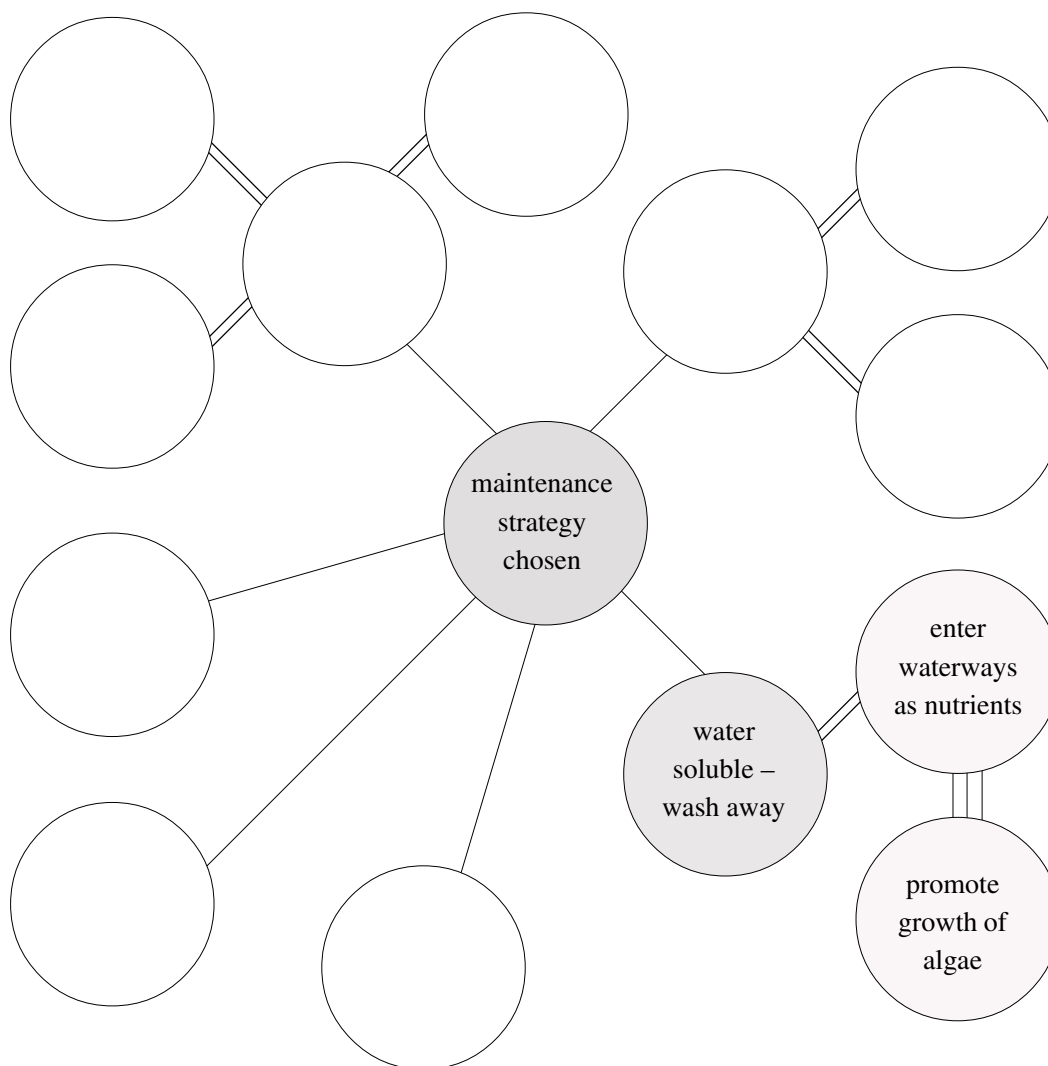 maintenance
strategy
chosen
enter
waterways
as nutrients
water
soluble –
wash away
promote
growth of
algae